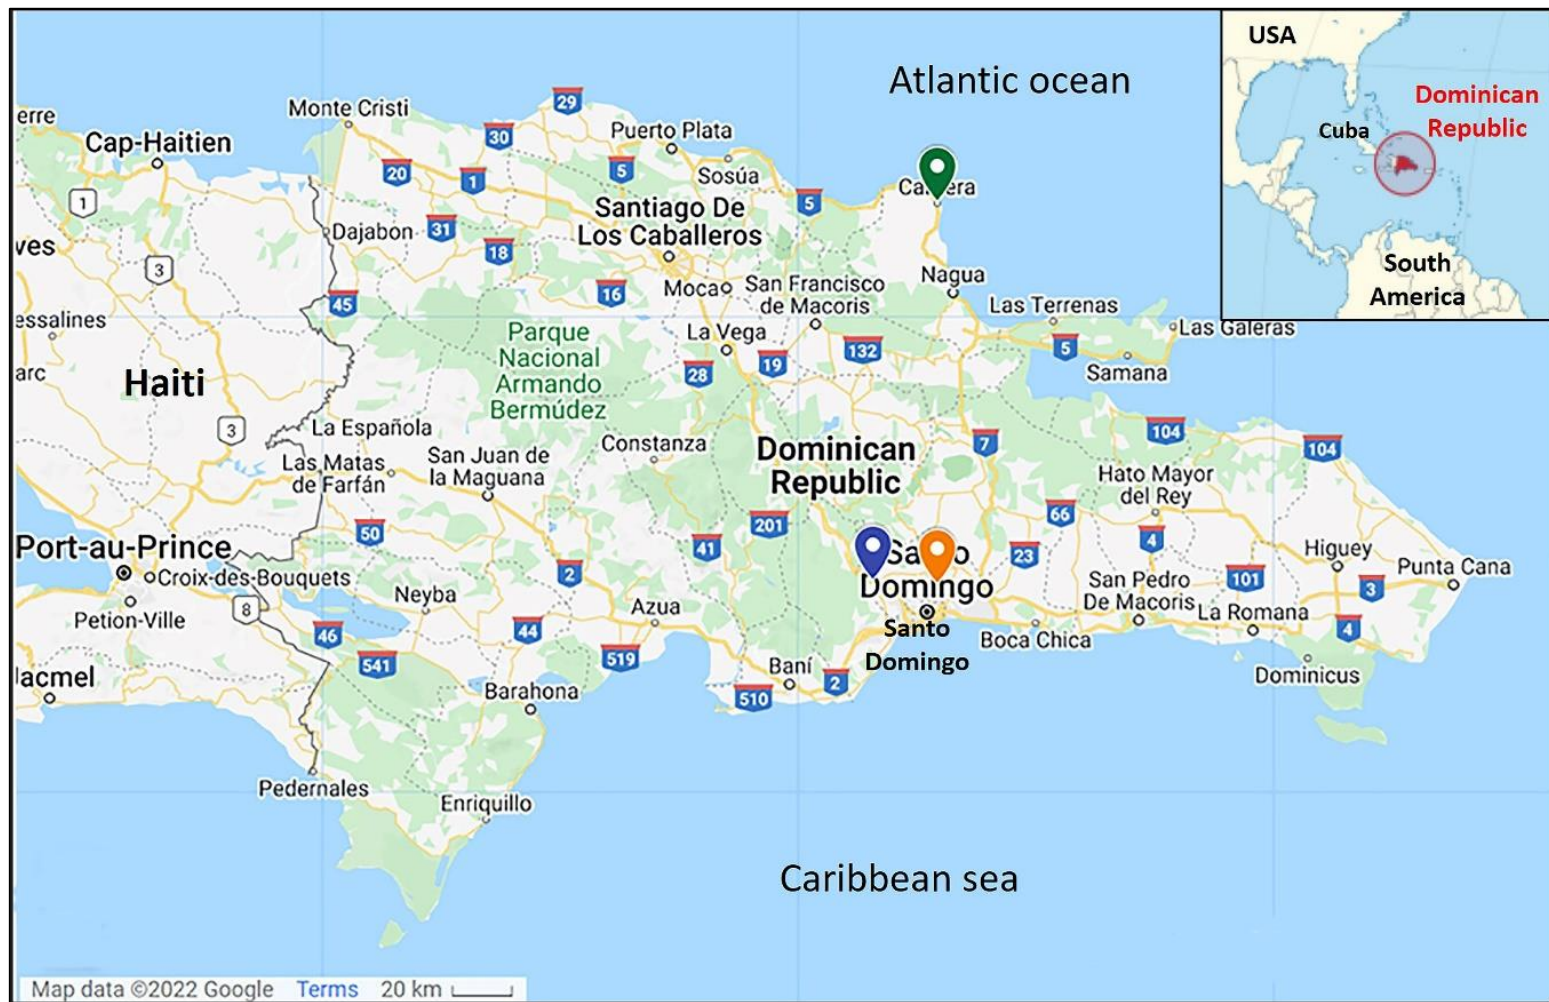 Atlantic ocean
USA
Dominican
Republic
Cuba
South
America
29
Monte Cristi
30
Puerto Plata
erre
Cap-Haitien
20
1
5
Sosúa
1
Santiago De
Los Caballeros
5
31
Dajabon
18
ves
3
Nagua
Moca
San Francisco
de Macoris
16
45
Las Terrenas
essalines
Parque
Nacional
Armando
Bermúdez
La Vega
Las Galeras
132
5
19
28
Samana
arc
Haiti
3
La Española
104
104
Constanza
Dominican
Republic
7
San Juan de
la Maguana
Las Matas
de Farfán
Hato Mayor
del Rey
66
201
50
4
41
23
Port-au-Prince
Domingo
Higuey
Punta Cana
2
101
3
Croix-des-Bouquets
Neyba
San Pedro
De Macoris
8
Azua
La Romana
Petion-Ville
46
44
Santo
Domingo
Boca Chica
4
519
541
Baní
Dominicus
lacmel
2
Barahona
510
Pedernales
Enriquillo
Caribbean sea
Map data ©2022 Google Terms 20 km